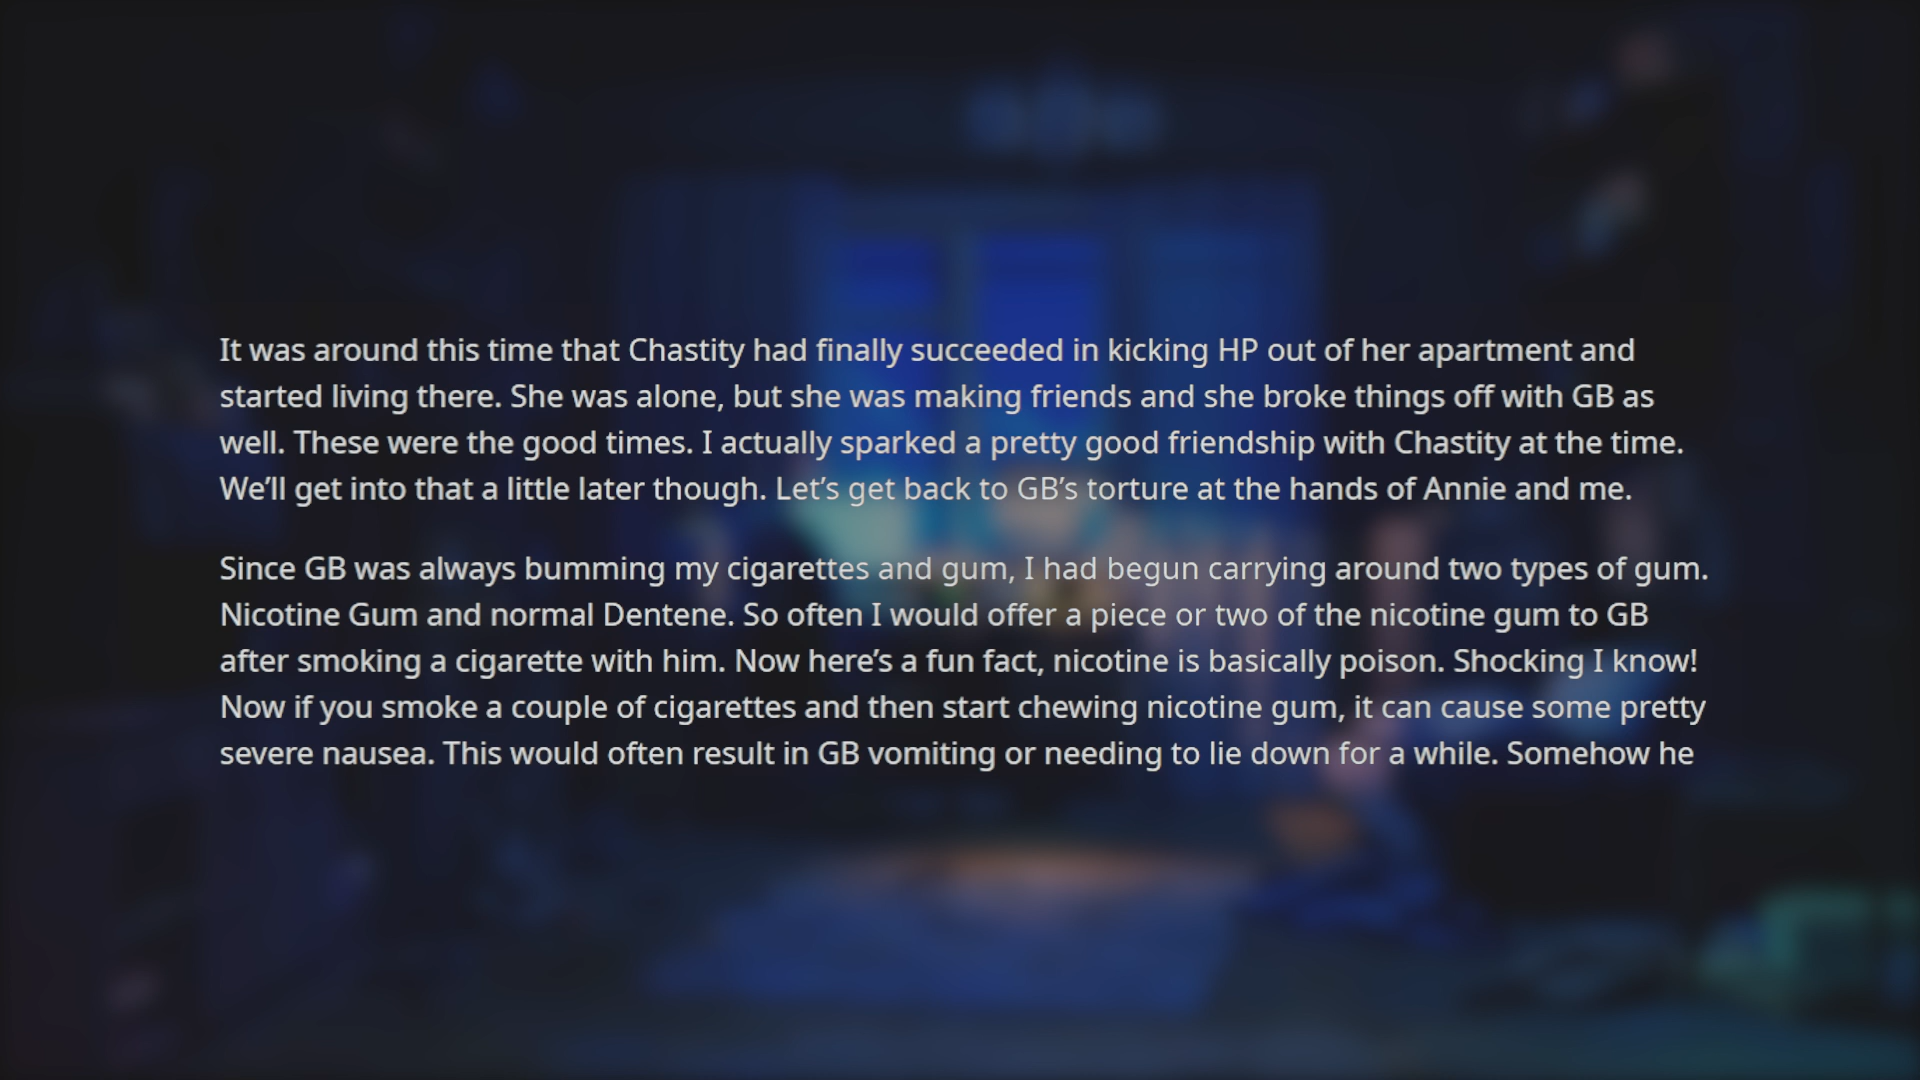 It was around this time that Chastity had finally succeeded in kicking HP out of her apartment and
started living there. She was alone, but she was making friends and she broke things off with GB as
well. These were the good times. I actually sparked a pretty good friendship with Chastity at the time.
We’ll get into that a little later though. Let’s get back to GB’s torture at the hands of Annie and me.
Since GB was always bumming my cigarettes and gum, I had begun carrying around two types of gum.
Nicotine Gum and normal Dentene. So often I would offer a piece or two of the nicotine gum to GB
after smoking a cigarette with him. Now here’s a fun fact, nicotine is basically poison. Shocking I know!
Now if you smoke a couple of cigarettes and then start chewing nicotine gum, it can cause some pretty
severe nausea. This would often result in GB vomiting or needing to lie down for a while. Somehow he